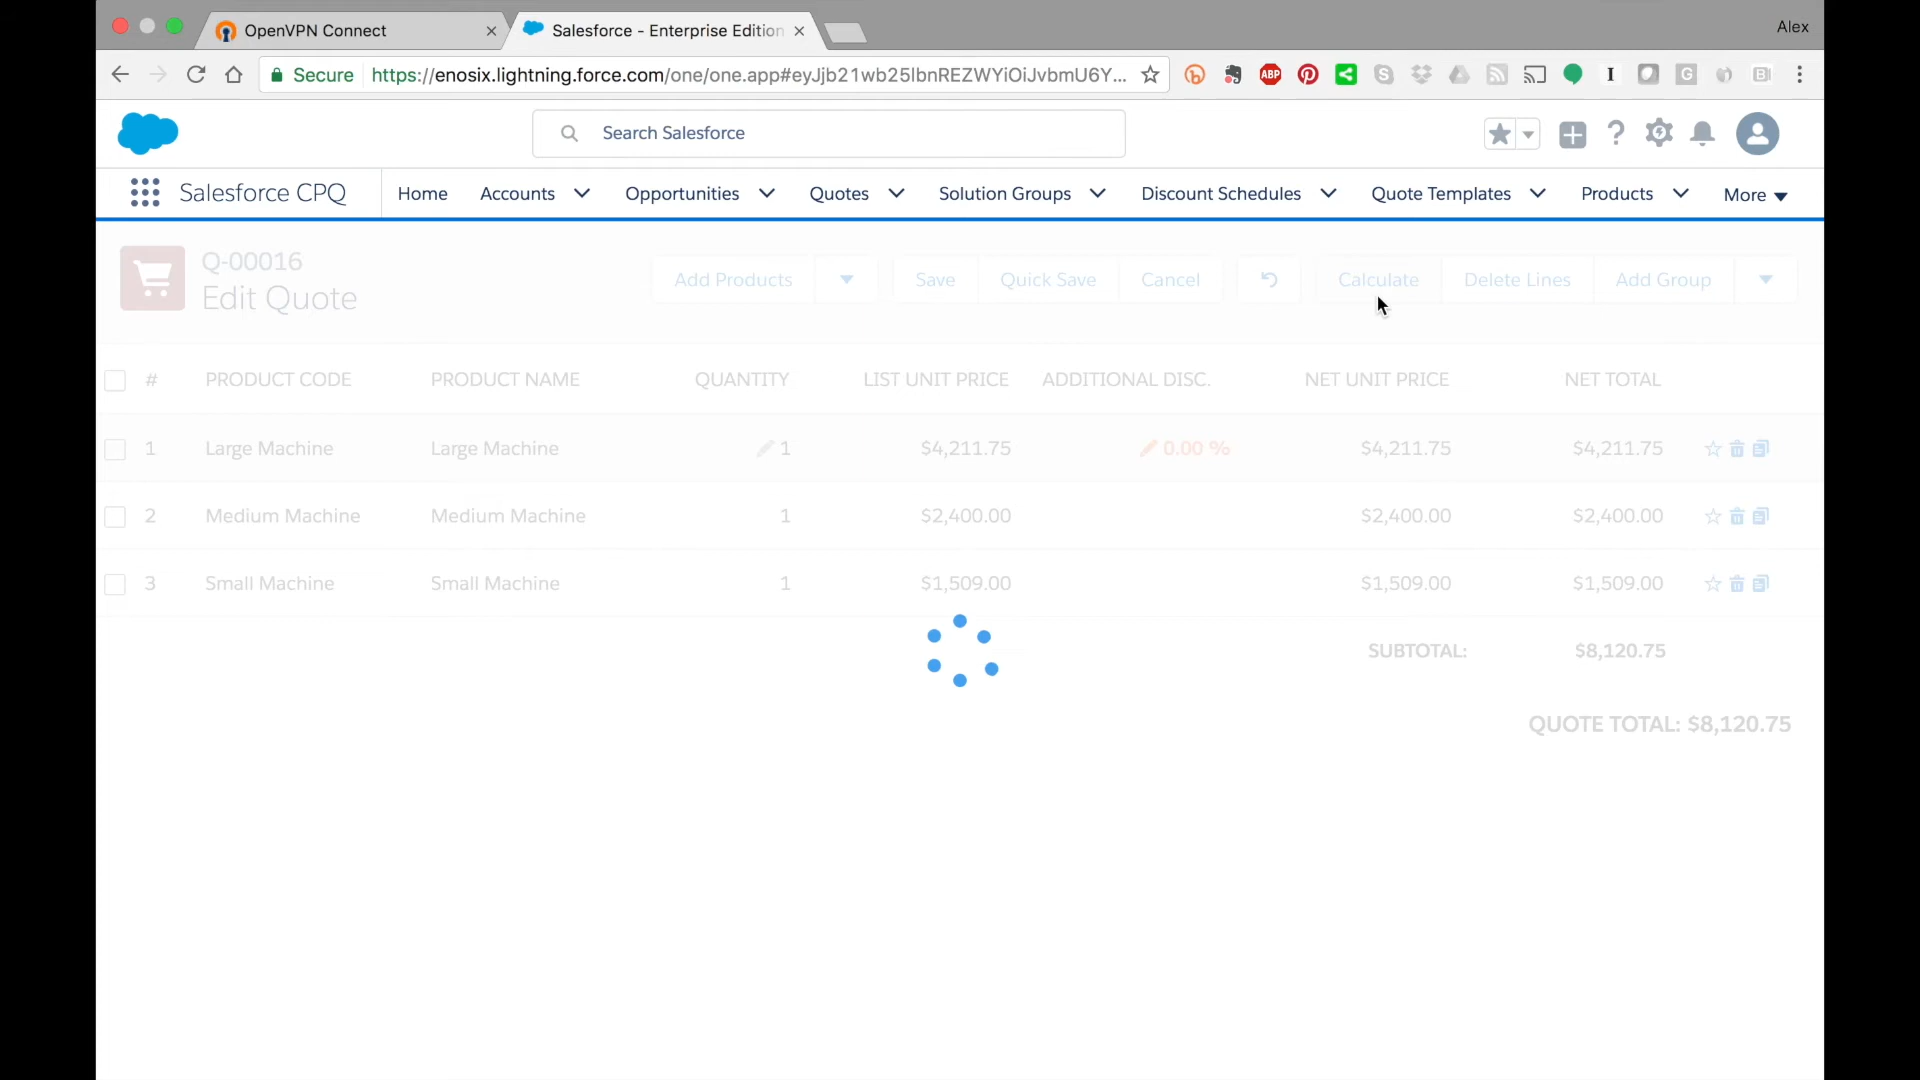 OpenVPN Connect
Salesforce - Enterprise Edition
Alex
Secure https://enosix.lightning.force.com/one/one.app#eyJjb21wb25lbnREZWYiOiJvbmU6Y...
ABP
Search Salesforce
Salesforce CPQ Home Accounts Opportunities Quotes Solution Groups Discount Schedules Quote Templates Products More
Q-00016
Edit Quote
Add Products Save Quick Save Cancel Calculate Delete Lines Add Group
# PRODUCT CODE PRODUCT NAME QUANTITY LIST UNIT PRICE ADDITIONAL DISC. NET UNIT PRICE NET TOTAL
1 Large Machine Large Machine 1 $4,211.75 0.00 % $4,211.75 $4,211.75
2 Medium Machine Medium Machine 1 $2,400.00 $2,400.00 $2,400.00
3 Small Machine Small Machine 1 $1,509.00 $1,509.00 $1,509.00
SUBTOTAL: $8,120.75
QUOTE TOTAL: $8,120.75